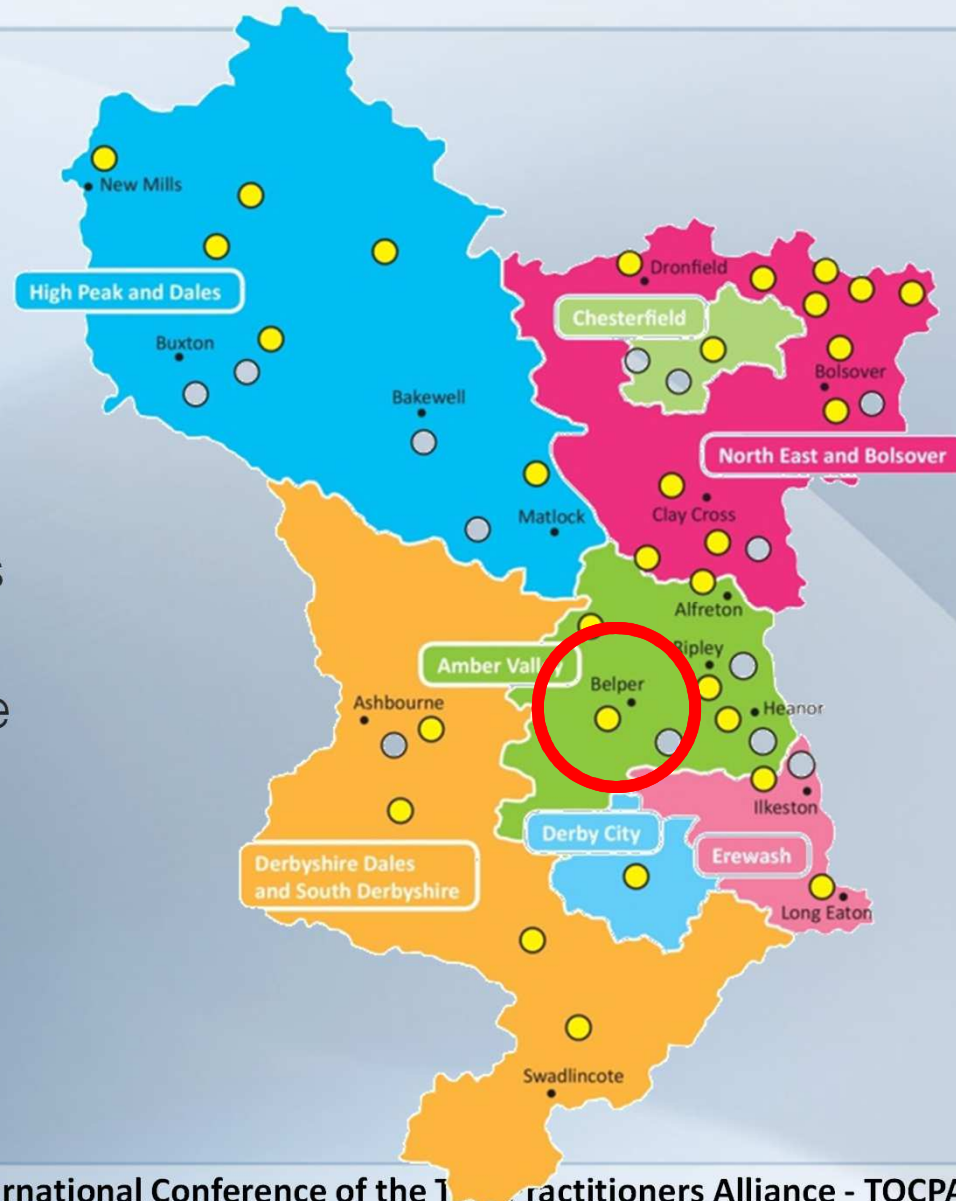 New Mills
High Peak and Dales
Dronfield
Chesterfield
Buxton
Bolsover
Bakewell
North East and Bolsover
Clay Cross
Matlock
s
Alfreton
Ripley
Amber Valley
Belper
Ashbourne
Heanor
e
Ilkeston
Derby City
Erewash
Derbyshire Dales
and South Derbyshire
Long Eaton
Swadlincote
rnational Conference of the T ractitioners Alliance - TOCPA